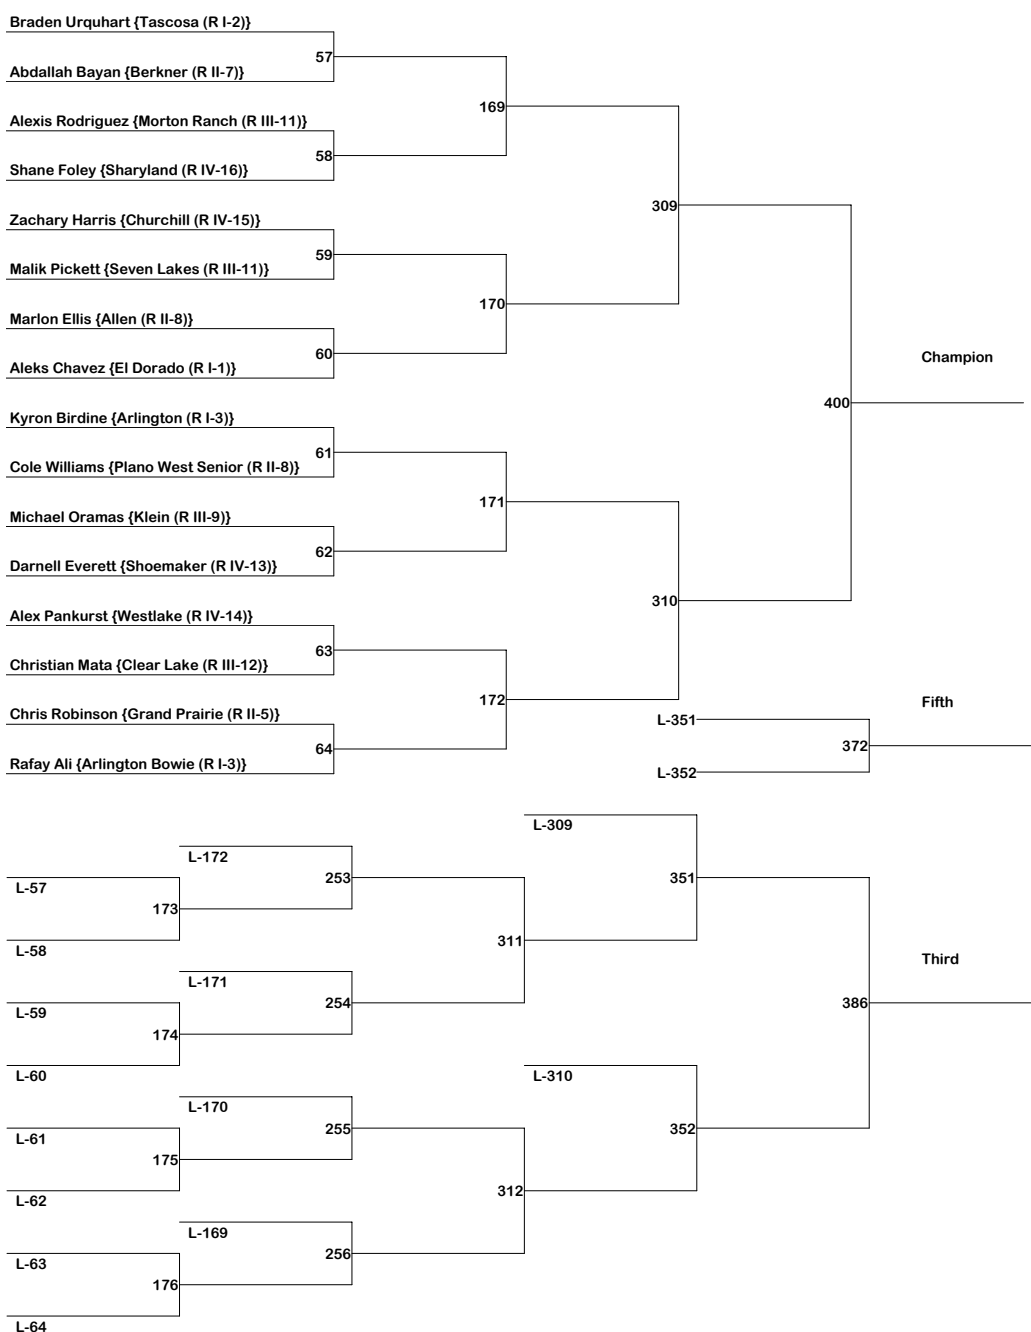 Braden Urquhart {Tascosa (R I-2)}
57
Abdallah Bayan {Berkner (R II-7)}
169
Alexis Rodriguez {Morton Ranch (R III-11)}
58
Shane Foley {Sharyland (R IV-16)}
309
Zachary Harris {Churchill (R IV-15)}
59
Malik Pickett {Seven Lakes (R III-11)}
170
Marlon Ellis {Allen (R II-8)}
60
Aleks Chavez {El Dorado (R I-1)}
Champion
400
Kyron Birdine {Arlington (R I-3)}
61
Cole Williams {Plano West Senior (R II-8)}
171
Michael Oramas {Klein (R III-9)}
62
Darnell Everett {Shoemaker (R IV-13)}
310
Alex Pankurst {Westlake (R IV-14)}
63
Christian Mata {Clear Lake (R III-12)}
172
Chris Robinson {Grand Prairie (R II-5)}
64
Rafay Ali {Arlington Bowie (R I-3)}
Fifth
L-351
372
L-352
L-309
L-172
253
351
L-57
173
L-58
311
Third
L-171
254
386
L-59
174
L-60
L-310
L-170
255
352
L-61
175
L-62
312
L-169
256
L-63
176
L-64